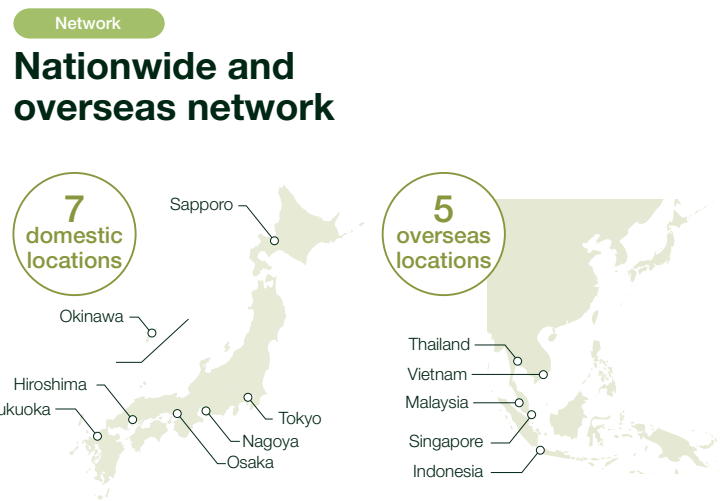 Network
Nationwide and
overseas network
7
domestic
locations
Sapporo
Okinawa
Hiroshima
ukuoka
Tokyo
Nagoya
Osaka
5
overseas
locations
Thailand
Vietnam
Malaysia
Singapore
Indonesia